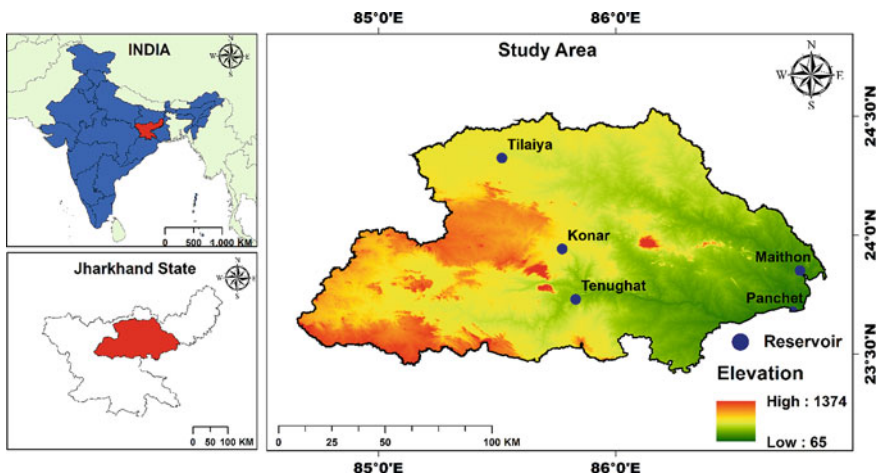 85°0'E 86°0'E
INDIA
N
W E
S
0 500 1,000 KM
Jharkhand State
N
W E
S
0 50 100 KM
Study Area
N
W E
S
24°30'N
Tilaiya
Konar
24°0'N
Maithon
Tenughat
Panchet
Reservoir
23°30'N
Elevation
High : 1374
Low : 65
0 25 50 100 KM
85°0'E 86°0'E